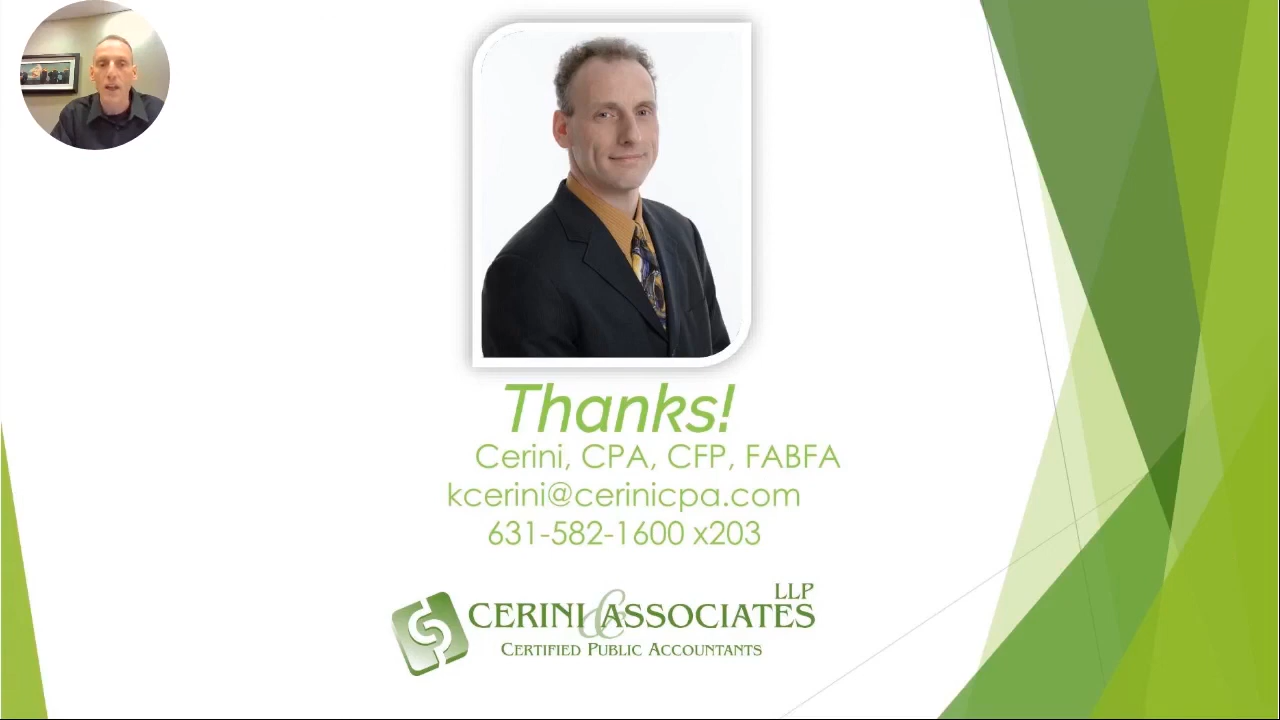 Thanks!
Cerini, CPA, CFP, FABFA
kcerini@cerinicpa.com
631-582-1600 x203
CERINI & ASSOCIATES LLP
CERTIFIED PUBLIC ACCOUNTANTS